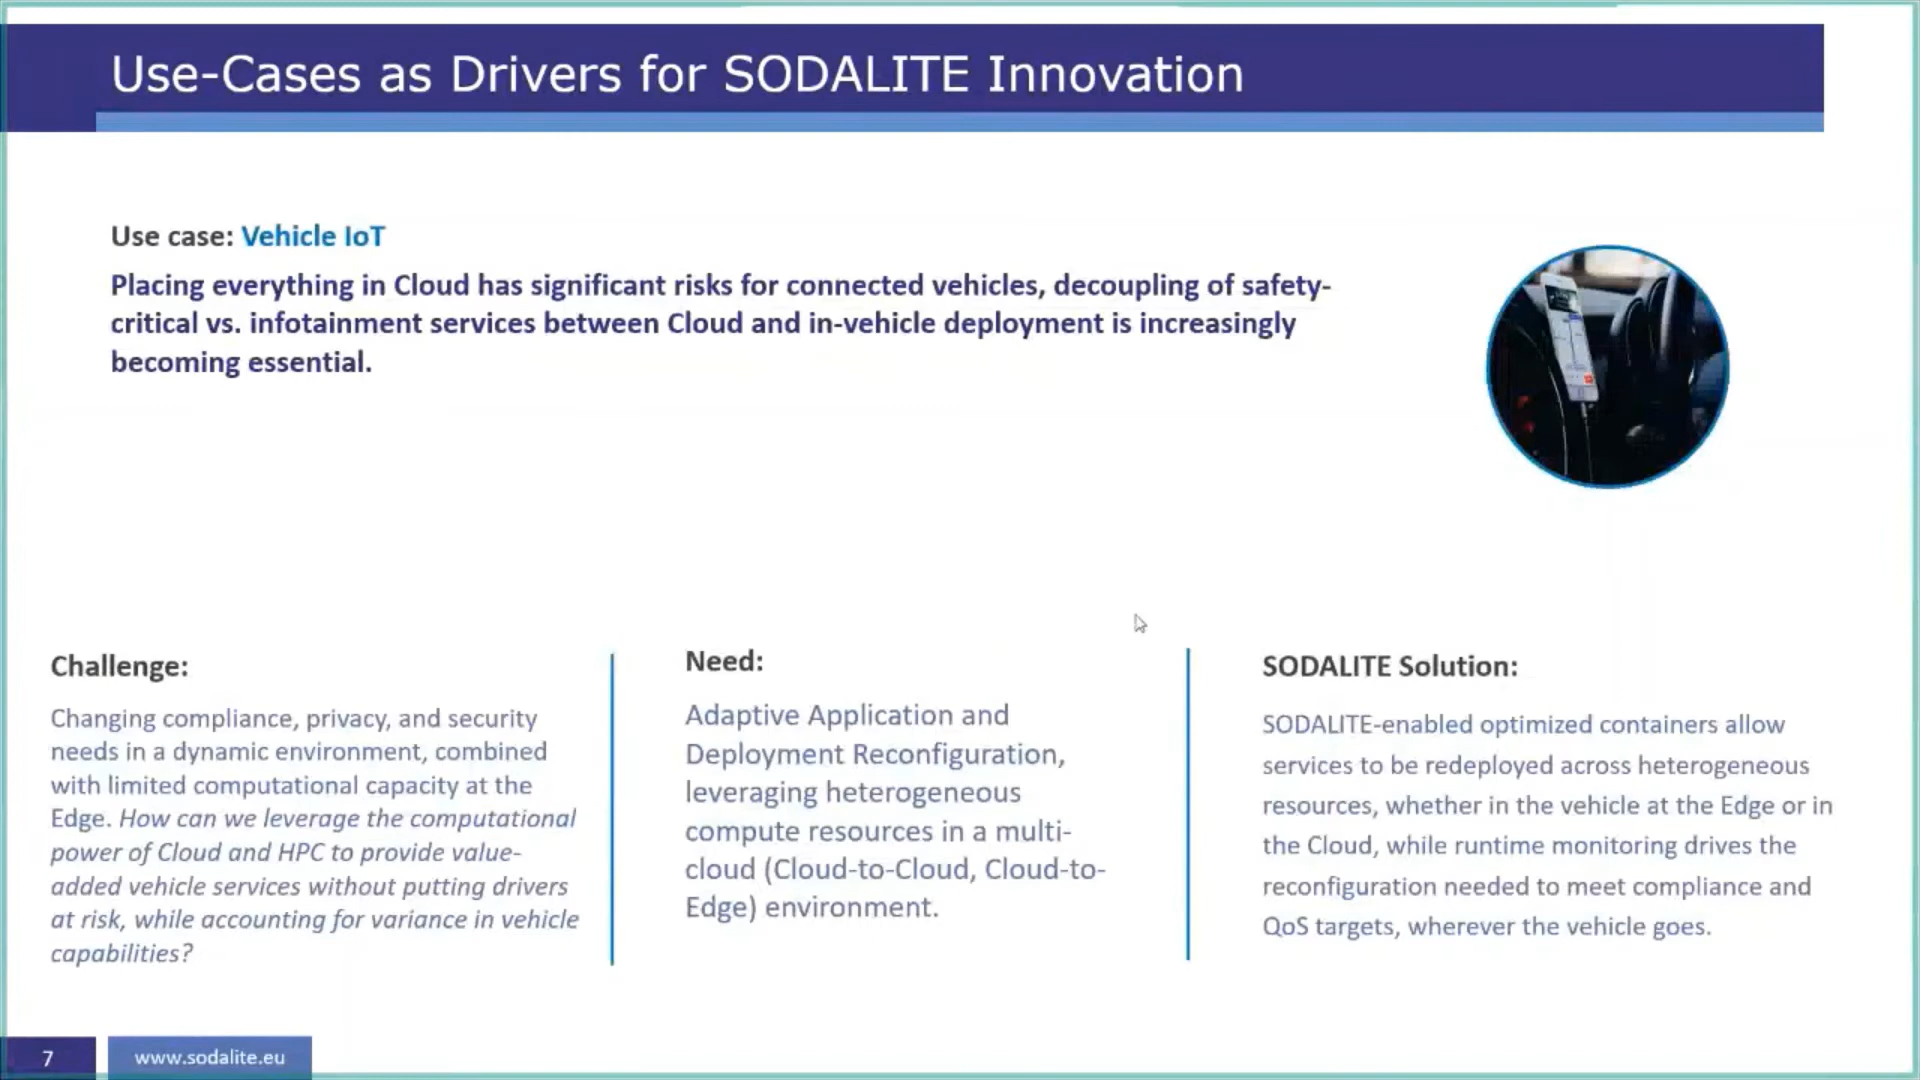 Use-Cases as Drivers for SODALITE Innovation
Use case: Vehicle IoT
Placing everything in Cloud has significant risks for connected vehicles, decoupling of safety-
critical vs. infotainment services between Cloud and in-vehicle deployment is increasingly
becoming essential.
Challenge:
Changing compliance, privacy, and security
needs in a dynamic environment, combined
with limited computational capacity at the
Edge. How can we leverage the computational
power of Cloud and HPC to provide value-
added vehicle services without putting drivers
at risk, while accounting for variance in vehicle
capabilities?
Need:
Adaptive Application and
Deployment Reconfiguration,
leveraging heterogeneous
compute resources in a multi-
cloud (Cloud-to-Cloud, Cloud-to-
Edge) environment.
SODALITE Solution:
SODALITE-enabled optimized containers allow
services to be redeployed across heterogeneous
resources, whether in the vehicle at the Edge or in
the Cloud, while runtime monitoring drives the
reconfiguration needed to meet compliance and
QoS targets, wherever the vehicle goes.
7
www.sodalite.eu